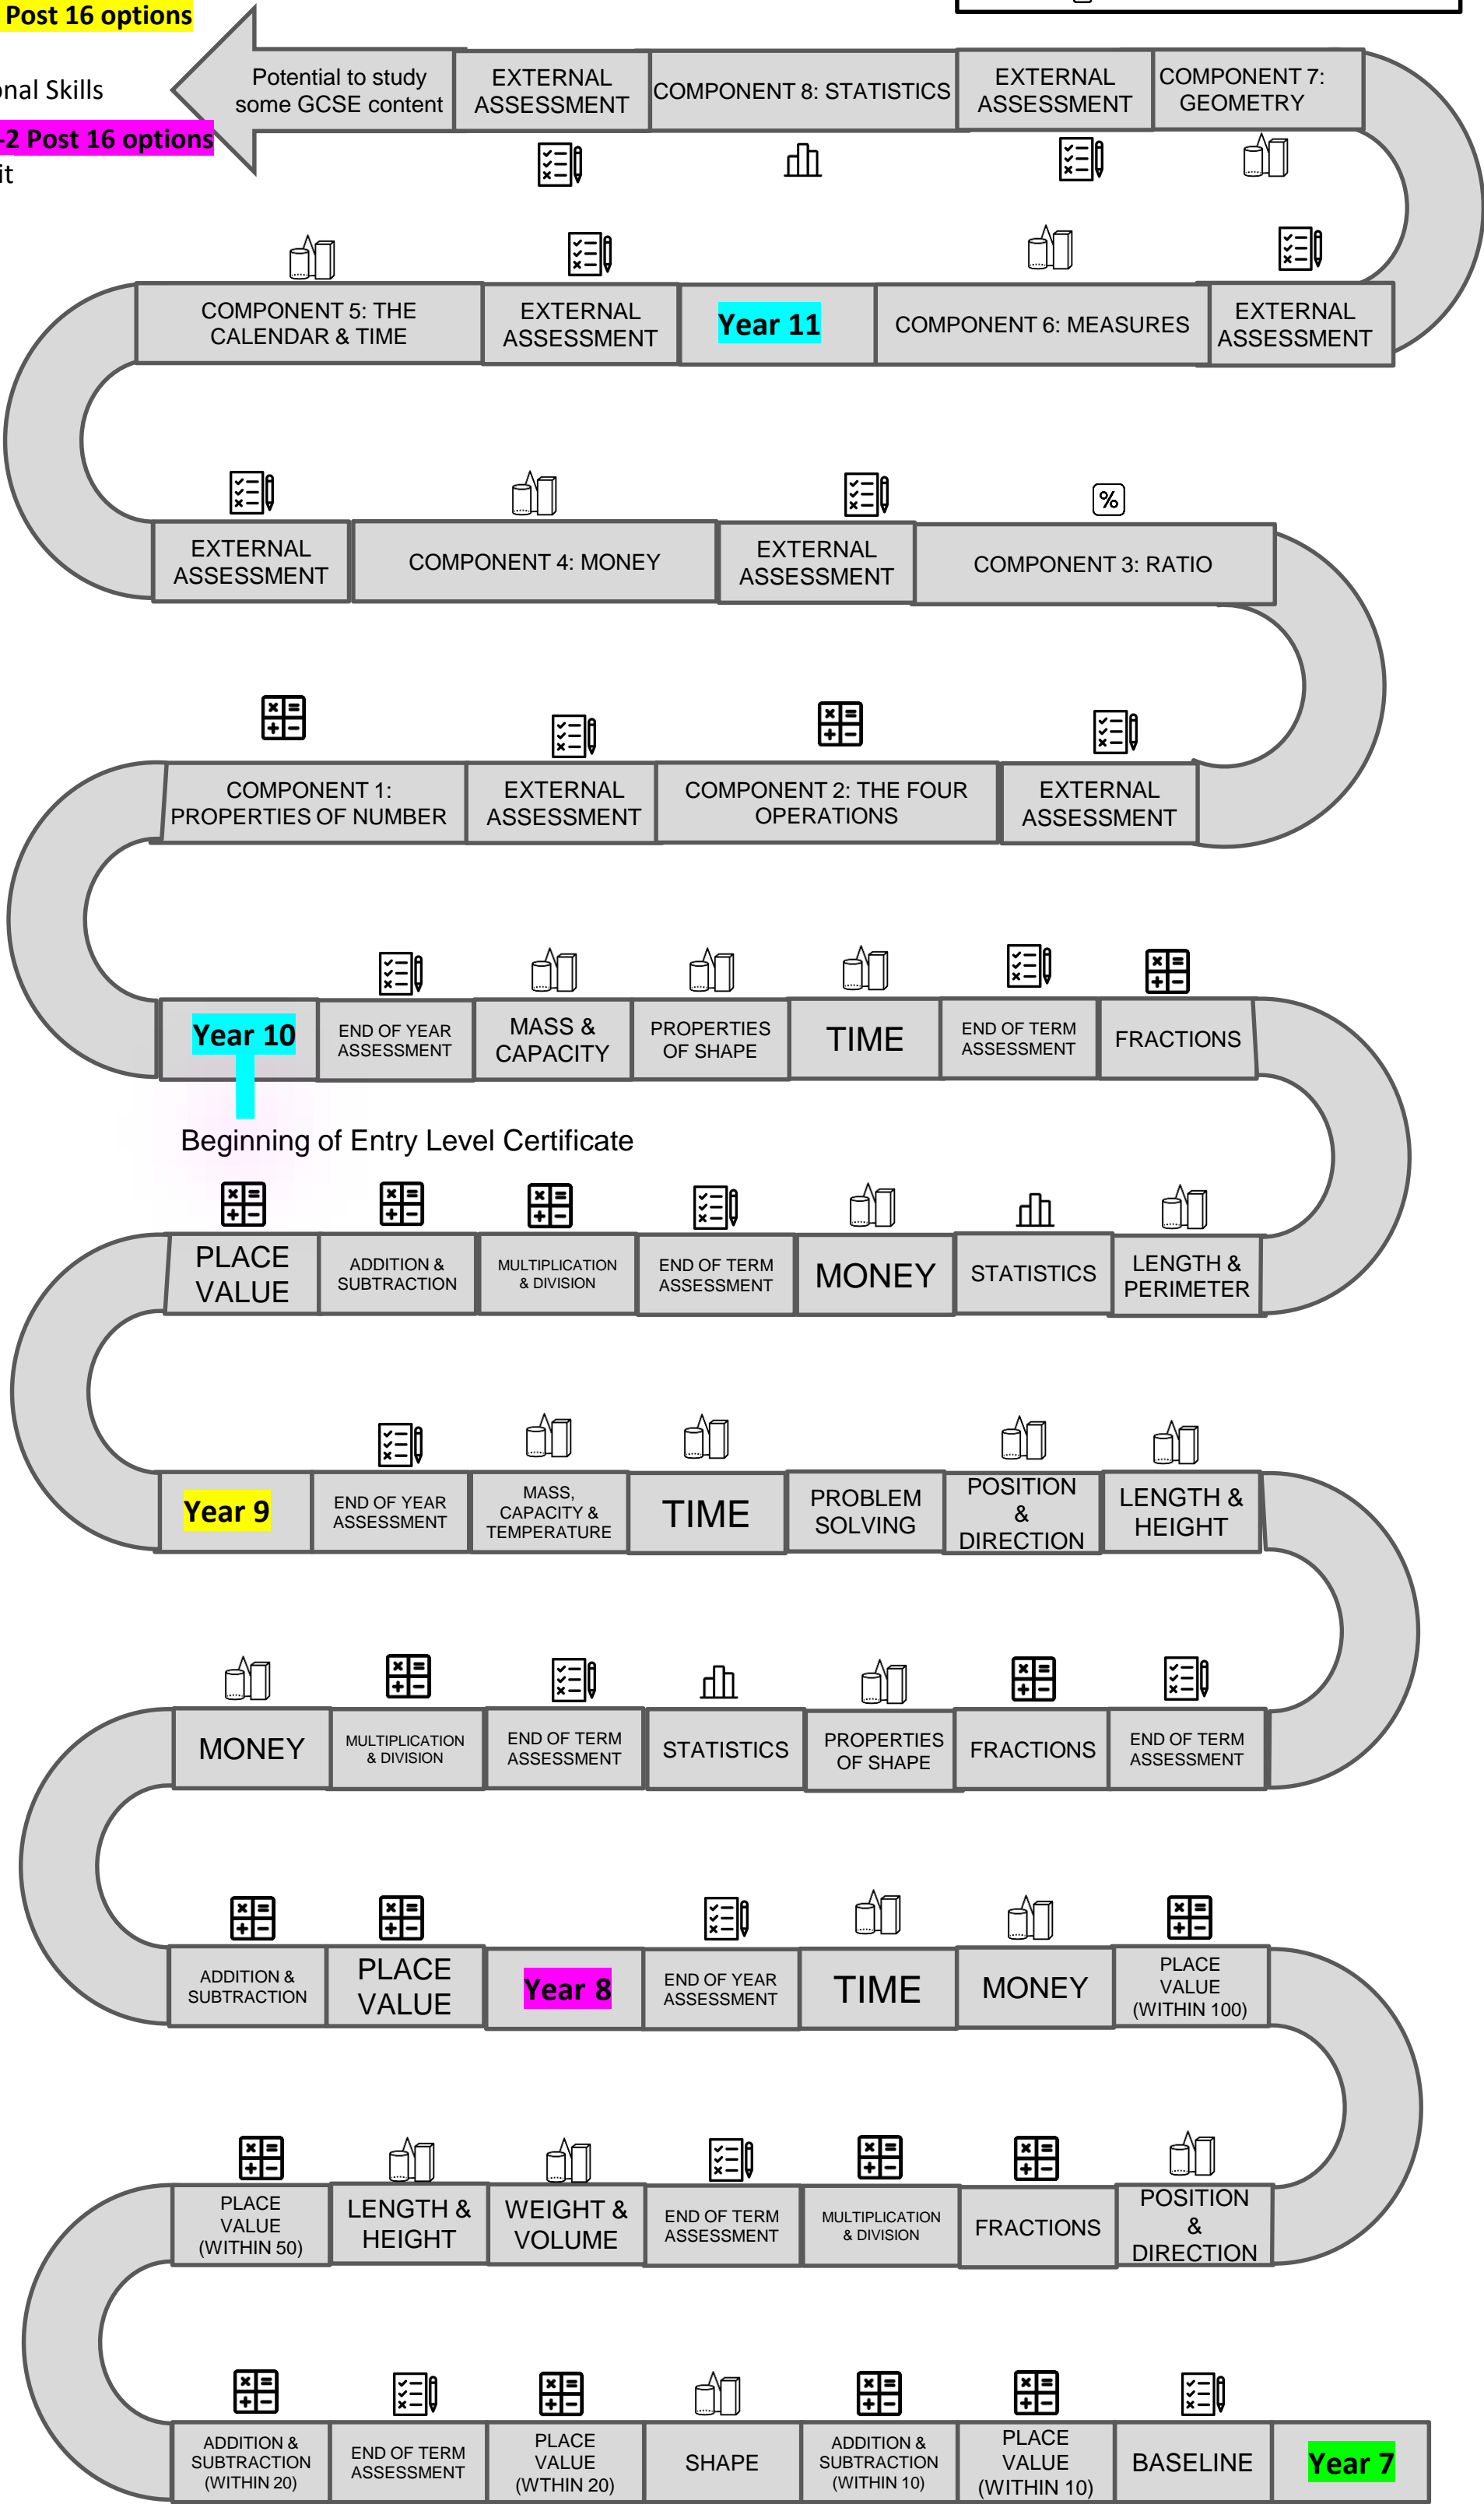 Post 16 options
nal Skills
-2 Post 16 options
it
Potential to study
some GCSE content
EXTERNAL
ASSESSMENT
COMPONENT 8: STATISTICS
EXTERNAL
ASSESSMENT
COMPONENT 7:
GEOMETRY
COMPONENT 5: THE
CALENDAR & TIME
EXTERNAL
ASSESSMENT
Year 11
COMPONENT 6: MEASURES
EXTERNAL
ASSESSMENT
EXTERNAL
ASSESSMENT
COMPONENT 4: MONEY
EXTERNAL
ASSESSMENT
%
COMPONENT 3: RATIO
COMPONENT 1:
PROPERTIES OF NUMBER
EXTERNAL
ASSESSMENT
COMPONENT 2: THE FOUR
OPERATIONS
EXTERNAL
ASSESSMENT
Year 10
END OF YEAR
ASSESSMENT
MASS &
CAPACITY
PROPERTIES
OF SHAPE
TIME
END OF TERM
ASSESSMENT
FRACTIONS
Beginning of Entry Level Certificate
PLACE
VALUE
ADDITION &
SUBTRACTION
MULTIPLICATION
& DIVISION
END OF TERM
ASSESSMENT
MONEY
STATISTICS
LENGTH &
PERIMETER
Year 9
END OF YEAR
ASSESSMENT
MASS,
CAPACITY &
TEMPERATURE
TIME
PROBLEM
SOLVING
POSITION
&
DIRECTION
LENGTH &
HEIGHT
MONEY
MULTIPLICATION
& DIVISION
END OF TERM
ASSESSMENT
STATISTICS
PROPERTIES
OF SHAPE
FRACTIONS
END OF TERM
ASSESSMENT
ADDITION &
SUBTRACTION
PLACE
VALUE
Year 8
END OF YEAR
ASSESSMENT
TIME
MONEY
PLACE
VALUE
(WITHIN 100)
PLACE
VALUE
(WITHIN 50)
LENGTH &
HEIGHT
WEIGHT &
VOLUME
END OF TERM
ASSESSMENT
MULTIPLICATION
& DIVISION
FRACTIONS
POSITION
&
DIRECTION
ADDITION &
SUBTRACTION
(WITHIN 20)
END OF TERM
ASSESSMENT
PLACE
VALUE
(WTHIN 20)
SHAPE
ADDITION &
SUBTRACTION
(WITHIN 10)
PLACE
VALUE
(WITHIN 10)
BASELINE
Year 7